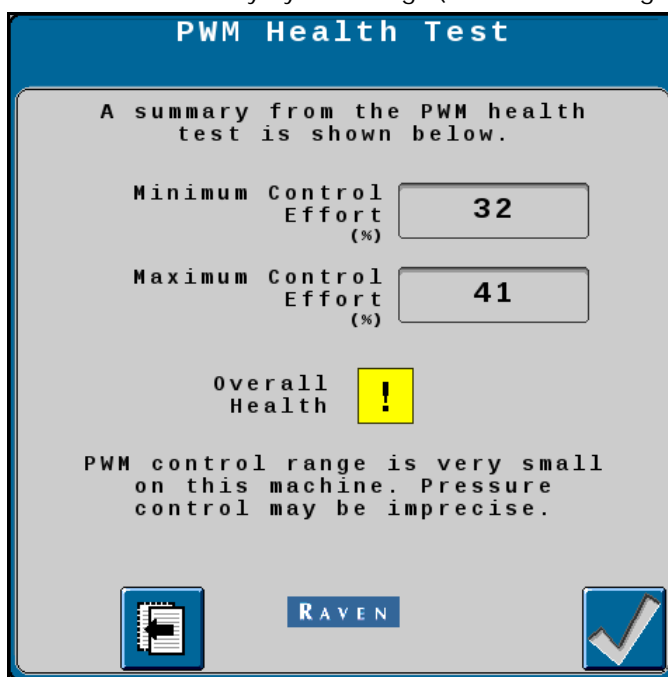 PWM Health Test
A summary from the PWM health
test is shown below.
Minimum Control
Effort
(%)
32
Maximum Control
Effort
(%)
41
Overall
Health
!
PWM control range is very small
on this machine. Pressure
control may be imprecise.
RAVEN